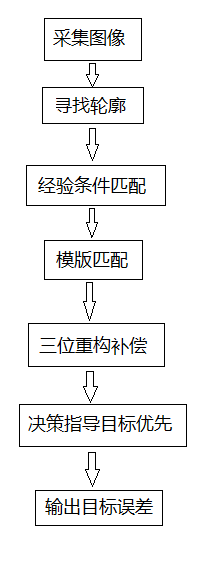 采集图像
寻找轮廓
经验条件匹配
模版匹配
三位重构补偿
决策指导目标优先
输出目标误差